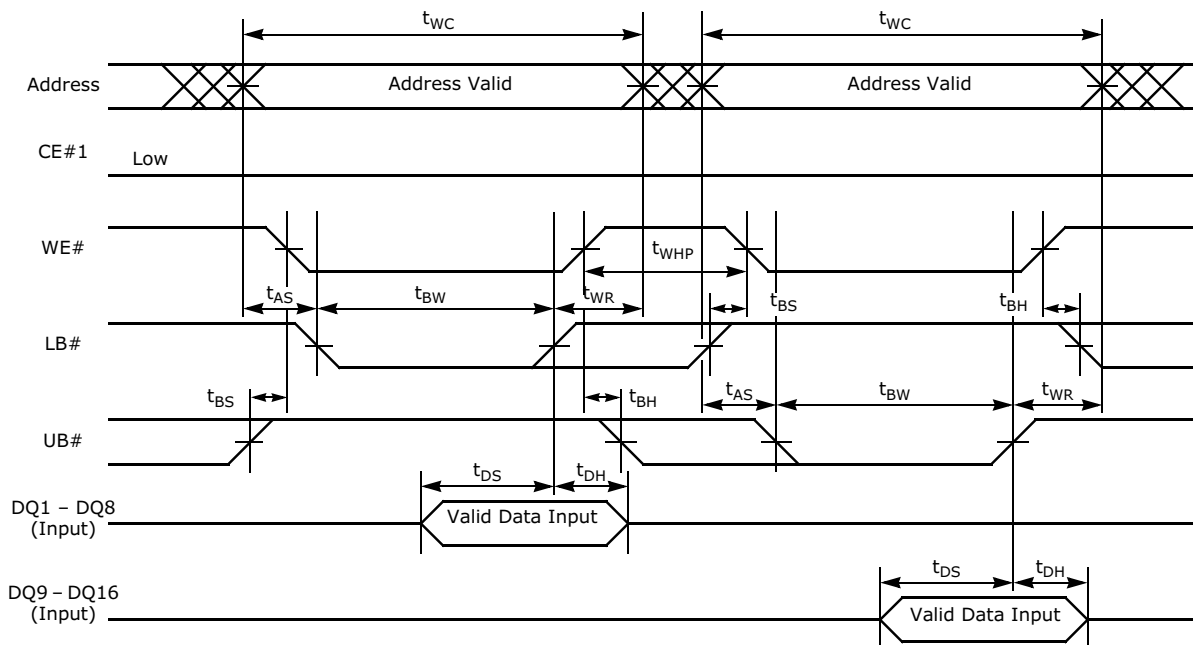 tWC
tWC
Address
Address Valid
Address Valid
CE#1
Low
WE#
tWHP
tAS
tBW
tWR
tBS
tBH
LB#
tBS
tBH
tAS
tBW
tWR
UB#
tDS
tDH
DQ1 – DQ8
(Input)
Valid Data Input
tDS
tDH
DQ9 – DQ16
(Input)
Valid Data Input